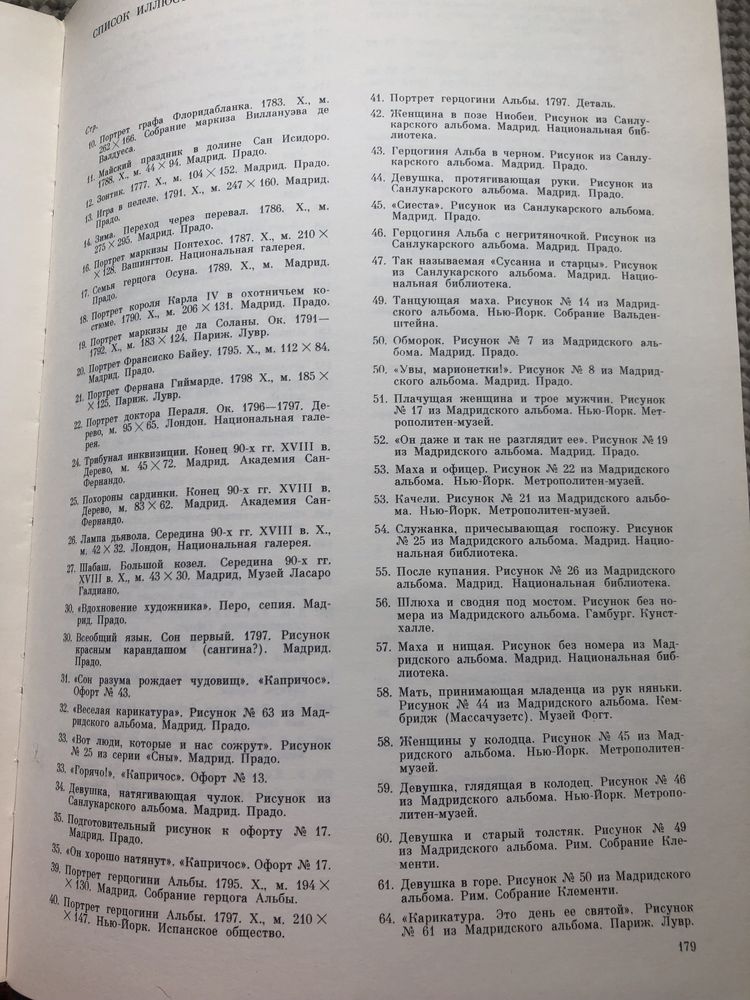 СПИСОК ИЛЛЮСТ
Стр.
10. Портрет графа Флоридабланка. 1783. Х., м.
262 × 166. Собрание маркиза Виллануэва де
Валдуеса.
11. Майский праздник в долине Сан Исидоро.
1788. Х., м. 44 × 94. Мадрид. Прадо.
12. Зонтик. 1777. Х., м. 104 × 152. Мадрид. Прадо.
13. Игра в пелеле. 1791. Х., м. 247 × 160. Мадрид.
Прадо.
14. Зима. Переход через перевал. 1786. Х., м.
275 × 295. Мадрид. Прадо.
16. Портрет маркизы Понтехос. 1787. Х., м. 210 ×
× 128. Вашингтон. Национальная галерея.
17. Семья герцога Осуна. 1789. Х., м. Мадрид.
Прадо.
18. Портрет короля Карла IV в охотничьем ко-
стюме. 1790. Х., м. 206 × 131. Мадрид. Прадо.
19. Портрет маркизы де ла Соланы. Ок. 1791—
1792. Х., м. 183 × 124. Париж. Лувр.
20. Портрет Франсиско Байеу. 1795. Х., м. 112 × 84.
Мадрид. Прадо.
21. Портрет Фернана Гиймарде. 1798 Х., м. 185 ×
× 125. Париж. Лувр.
22. Портрет доктора Пераля. Ок. 1796—1797. Де-
рево, м. 95 × 65. Лондон. Национальная гале-
рея.
24. Трибунал инквизиции. Конец 90-х гг. XVIII в.
Дерево, м. 45 × 72. Мадрид. Академия Сан-
Фернандо.
25. Похороны сардинки. Конец 90-х гг. XVIII в,
Дерево, м. 83 × 62. Мадрид. Академия Сан-
Фернандо.
26. Лампа дьявола. Середина 90-х гг. XVIII в. Х.,
м. 42 × 32. Лондон, Национальная галерея.
27. Шабаш. Большой козел. Середина 90-х гг.
XVIII в. Х., м. 43 × 30. Мадрид, Музей Ласаро
Галдиано.
30. «Вдохновение художника». Перо, сепия. Мад-
рид. Прадо.
30. Всеобщий язык. Сон первый. 1797. Рисунок
красным карандашом (сангина?). Мадрид.
Прадо.
31. «Сон разума рождает чудовищ». «Капричос».
Офорт № 43.
32. «Веселая карикатура». Рисунок № 63 из Мад-
ридского альбома. Мадрид. Прадо.
33. «Вот люди, которые и нас сожрут». Рисунок
№ 25 из серии «Сны». Мадрид. Прадо.
33. «Горячо!», «Капричос». Офорт № 13.
34. Девушка, натягивающая чулок. Рисунок из
Санлукарского альбома. Мадрид. Прадо.
35. Подготовительный рисунок к офорту № 17.
Мадрид. Прадо.
35. «Он хорошо натянут». «Капричос». Офорт № 17.
39. Портрет герцогини Альбы. 1795. Х., м. 194 ×
× 130. Мадрид. Собрание герцога Альбы.
40. Портрет герцогини Альбы. 1797. Х., м. 210 ×
× 147. Нью-Йорк. Испанское общество.
41. Портрет герцогини Альбы. 1797. Деталь.
42. Женщина в позе Ниобеи. Рисунок из Санлу-
карского альбома. Мадрид. Национальная биб-
лиотека.
43. Герцогиня Альба в черном. Рисунок из Санлу-
карского альбома. Мадрид. Прадо.
44. Девушка, протягивающая руки. Рисунок из
Санлукарского альбома. Мадрид. Прадо.
45. «Сиеста». Рисунок из Санлукарского альбома.
Мадрид. Прадо.
46. Герцогиня Альба с негритяночкой. Рисунок из
Санлукарского альбома. Мадрид. Прадо.
47. Так называемая «Сусанна и старцы». Рисунок
из Санлукарского альбома. Мадрид. Нацио-
нальная библиотека.
49. Танцующая маха. Рисунок № 14 из Мадрид-
ского альбома. Нью-Йорк. Собрание Вальден-
штейна.
50. Обморок. Рисунок № 7 из Мадридского аль-
бома. Мадрид. Прадо.
50. «Увы, марионетки!». Рисунок № 8 из Мадрид-
ского альбома. Мадрид. Прадо.
51. Плачущая женщина и трое мужчин. Рисунок
№ 17 из Мадридского альбома. Нью-Йорк. Мет-
рополитен-музей.
52. «Он даже и так не разглядит ее». Рисунок № 19
из Мадридского альбома. Мадрид. Прадо.
53. Маха и офицер. Рисунок № 22 из Мадридского
альбома. Нью-Йорк. Метрополитен-музей.
53. Качели. Рисунок № 21 из Мадридского альбо-
ма. Нью-Йорк. Метрополитен-музей.
54. Служанка, причесывающая госпожу. Рисунок
№ 25 из Мадридского альбома. Мадрид. Нацио-
нальная библиотека.
55. После купания. Рисунок № 26 из Мадридского
альбома. Мадрид. Национальная библиотека.
56. Шлюха и сводня под мостом. Рисунок без но-
мера из Мадридского альбома. Гамбург. Кунст-
халле.
57. Маха и нищая. Рисунок без номера из Мад-
ридского альбома. Мадрид. Национальная биб-
лиотека.
58. Мать, принимающая младенца из рук няньки.
Рисунок № 44 из Мадридского альбома. Кем-
бридж (Массачузетс). Музей Фогт.
58. Женщины у колодца. Рисунок № 45 из Мад-
ридского альбома. Нью-Йорк. Метрополитен-
музей.
59. Девушка, глядящая в колодец. Рисунок № 46
из Мадридского альбома. Нью-Йорк. Метропо-
литен-музей.
60. Девушка и старый толстяк. Рисунок № 49
из Мадридского альбома. Рим. Собрание Кле-
менти.
61. Девушка в горе. Рисунок № 50 из Мадридского
альбома. Рим. Собрание Клементи.
64. «Карикатура. Это день ее святой». Рисунок
№ 61 из Мадридского альбома. Париж. Лувр.
179